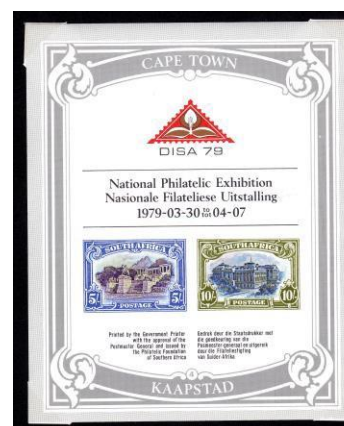 CAPE TOWN
DISA 79
National Philatelic Exhibition
Nasionale Filateliese Uitstalling
1979-03-30 to/tot 04-07
SOUTH AFRICA
5/-
5/-
POSTAGE
SOUTH AFRICA
10/-
10/-
POSTAGE
Printed by the Government Printer
with the approval of the
Postmaster General and issued by
the Philatelic Foundation
of Southern Africa
Gedruk deur die Staatsdrukker met
die goedkeuring van die
Posmeester-generaal en uitgereik
deur die Filateliestigting
van Suider-Afrika
4
KAAPSTAD